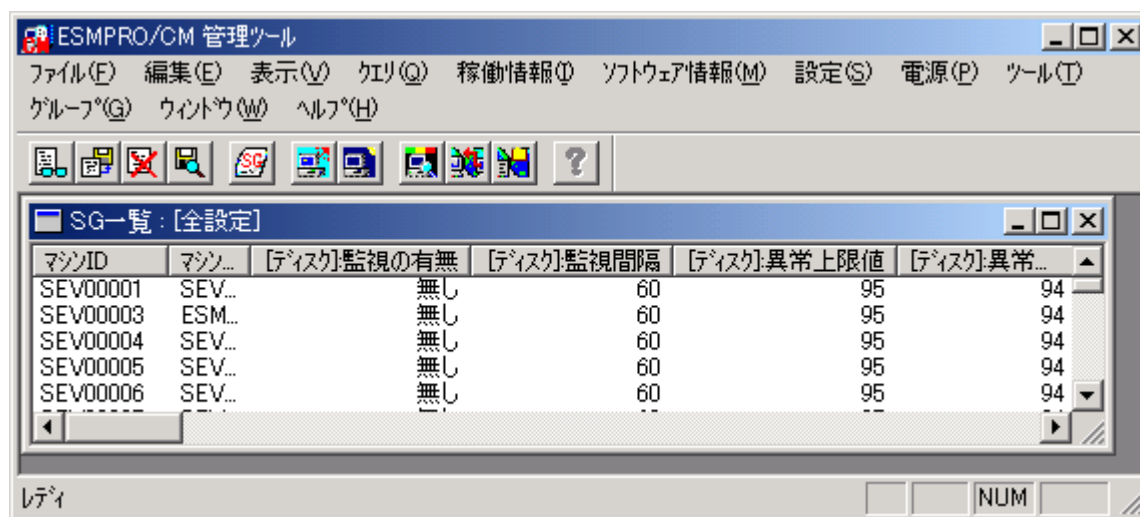 ESMPRO/CM 管理ツール
ファイル(F) 編集(E) 表示(V) クエリ(Q) 稼働情報(I) ソフトウェア情報(M) 設定(S) 電源(P) ツール(T)
グループ(G) ウィンドウ(W) ヘルプ(H)
SG
SG一覧 : [全設定]
マシンID マシン... [ディスク]:監視の有無 [ディスク]:監視間隔 [ディスク]:異常上限値 [ディスク]:異常...
SEV00001 SEV... 無し 60 95 94
SEV00003 ESM... 無し 60 95 94
SEV00004 SEV... 無し 60 95 94
SEV00005 SEV... 無し 60 95 94
SEV00006 SEV... 無し 60 95 94
レディ NUM